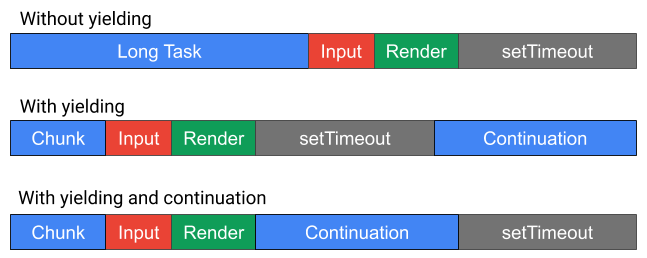 Without yielding
Long Task Input Render setTimeout
With yielding
Chunk Input Render setTimeout Continuation
With yielding and continuation
Chunk Input Render Continuation setTimeout